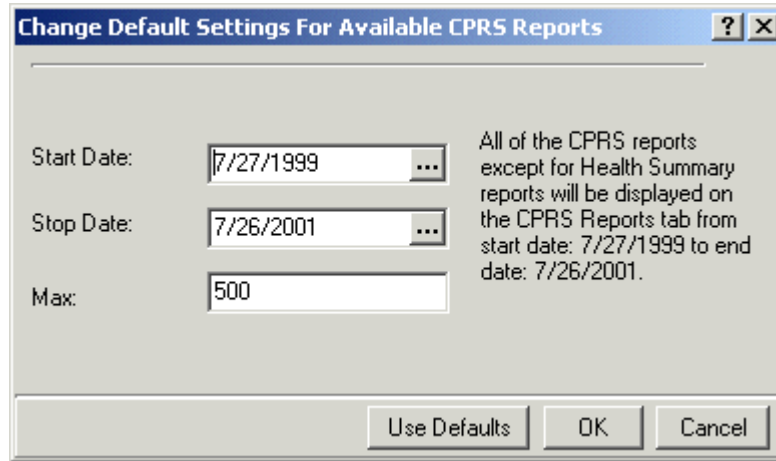 Change Default Settings For Available CPRS Reports
Start Date:
7/27/1999
...
Stop Date:
7/26/2001
...
Max:
500
All of the CPRS reports
except for Health Summary
reports will be displayed on
the CPRS Reports tab from
start date: 7/27/1999 to end
date: 7/26/2001.
Use Defaults
OK
Cancel